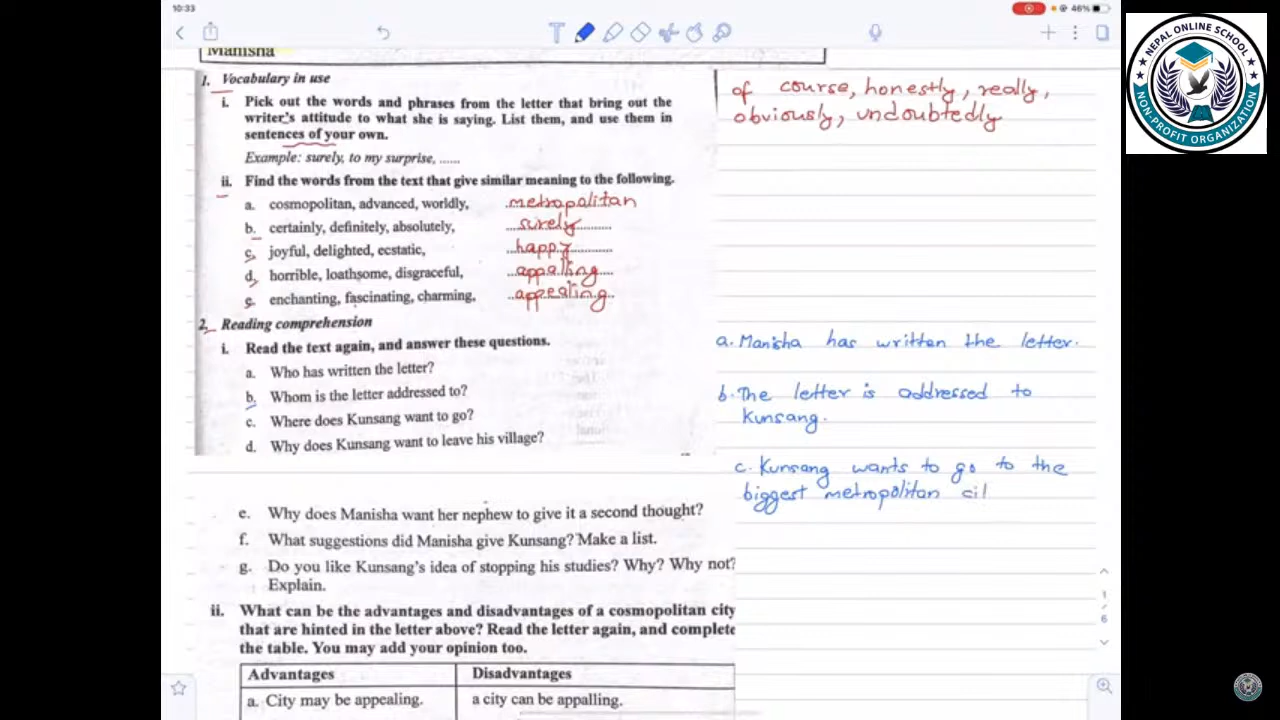 10:33
46%
Manisha
1. Vocabulary in use
i. Pick out the words and phrases from the letter that bring out the
writer's attitude to what she is saying. List them, and use them in
sentences of your own.
Example: surely, to my surprise, ......
ii. Find the words from the text that give similar meaning to the following.
a. cosmopolitan, advanced, worldly, metropolitan
b. certainly, definitely, absolutely, surely
c. joyful, delighted, ecstatic, happy
d. horrible, loathsome, disgraceful, appalling
e. enchanting, fascinating, charming, appealing
2. Reading comprehension
i. Read the text again, and answer these questions.
a. Who has written the letter?
b. Whom is the letter addressed to?
c. Where does Kunsang want to go?
d. Why does Kunsang want to leave his village?
e. Why does Manisha want her nephew to give it a second thought?
f. What suggestions did Manisha give Kunsang? Make a list.
g. Do you like Kunsang's idea of stopping his studies? Why? Why not?
Explain.
ii. What can be the advantages and disadvantages of a cosmopolitan city
that are hinted in the letter above? Read the letter again, and complete
the table. You may add your opinion too.
Advantages Disadvantages
a. City may be appealing. a city can be appalling.
of course, honestly, really,
obviously, undoubtedly
a. Manisha has written the letter.
b. The letter is addressed to
Kunsang.
c. Kunsang wants to go to the
biggest metropolitan cit
1
/
6
NEPAL ONLINE SCHOOL
NON-PROFIT ORGANIZATION